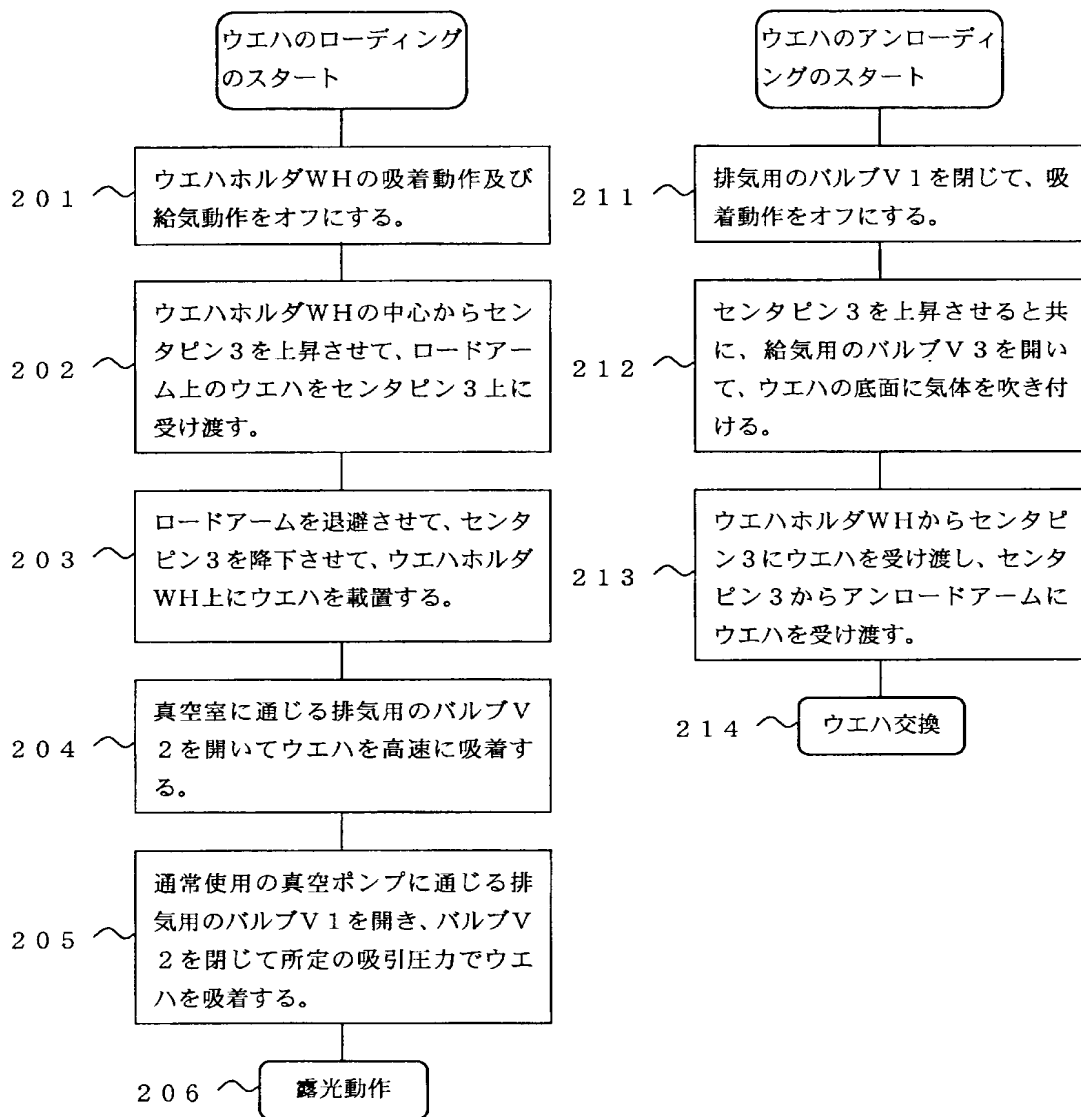 ウエハのローディング
のスタート
201
ウエハホルダWHの吸着動作及び
給気動作をオフにする。
202
ウエハホルダWHの中心からセン
タピン3を上昇させて、ロードアー
ム上のウエハをセンタピン3上に
受け渡す。
203
ロードアームを退避させて、センタ
ピン3を降下させて、ウエハホルダ
WH上にウエハを載置する。
204
真空室に通じる排気用のバルブV
2を開いてウエハを高速に吸着す
る。
205
通常使用の真空ポンプに通じる排
気用のバルブV1を開き、バルブV
2を閉じて所定の吸引圧力でウエ
ハを吸着する。
206
露光動作
ウエハのアンローディ
ングのスタート
211
排気用のバルブV1を閉じて、吸
着動作をオフにする。
212
センタピン3を上昇させると共
に、給気用のバルブV3を開い
て、ウエハの底面に気体を吹き付
ける。
213
ウエハホルダWHからセンタピ
ン3にウエハを受け渡し、センタ
ピン3からアンロードアームに
ウエハを受け渡す。
214
ウエハ交換